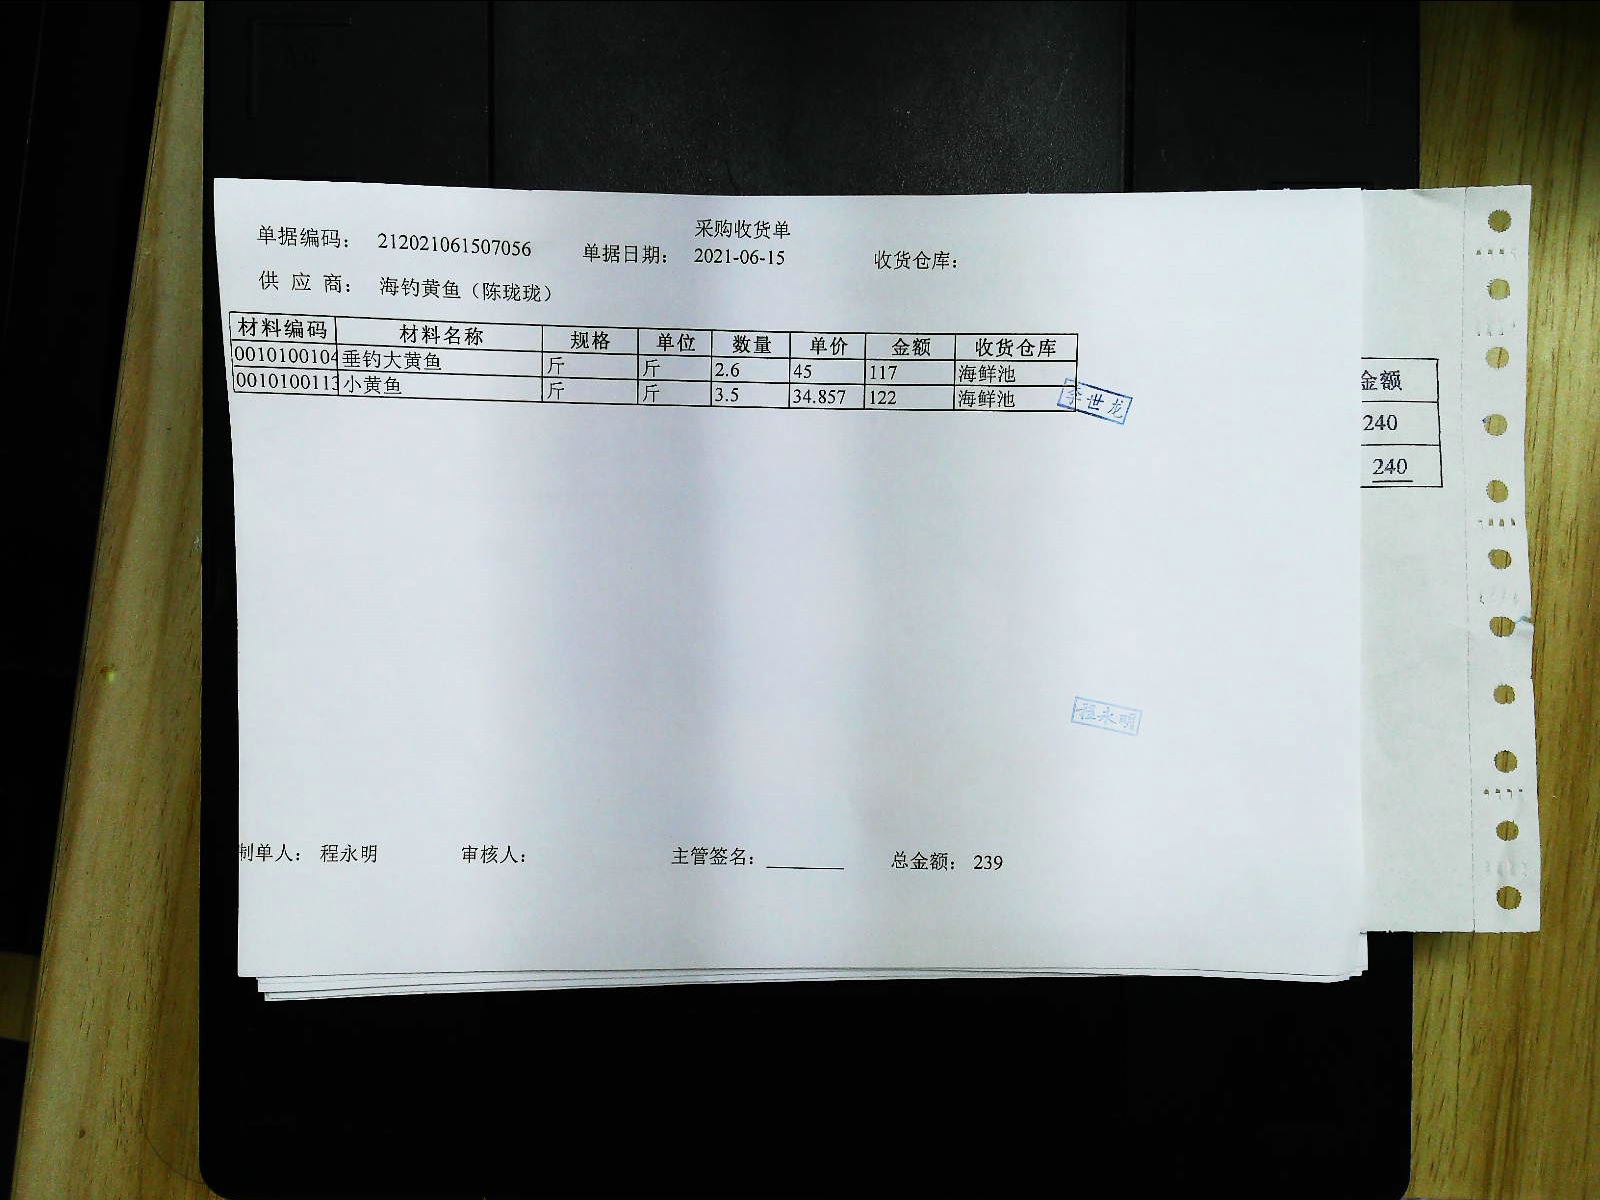 采购收货单
单据编码： 212021061507056 单据日期： 2021-06-15 收货仓库：
供 应 商： 海钓黄鱼（陈珑珑）
材料编码 材料名称 规格 单位 数量 单价 金额 收货仓库
0010100104 垂钓大黄鱼 斤 斤 2.6 45 117 海鲜池
0010100113 小黄鱼 斤 斤 3.5 34.857 122 海鲜池
李世龙
金额
240
240
程永明
制单人： 程永明 审核人： 主管签名： 总金额： 239